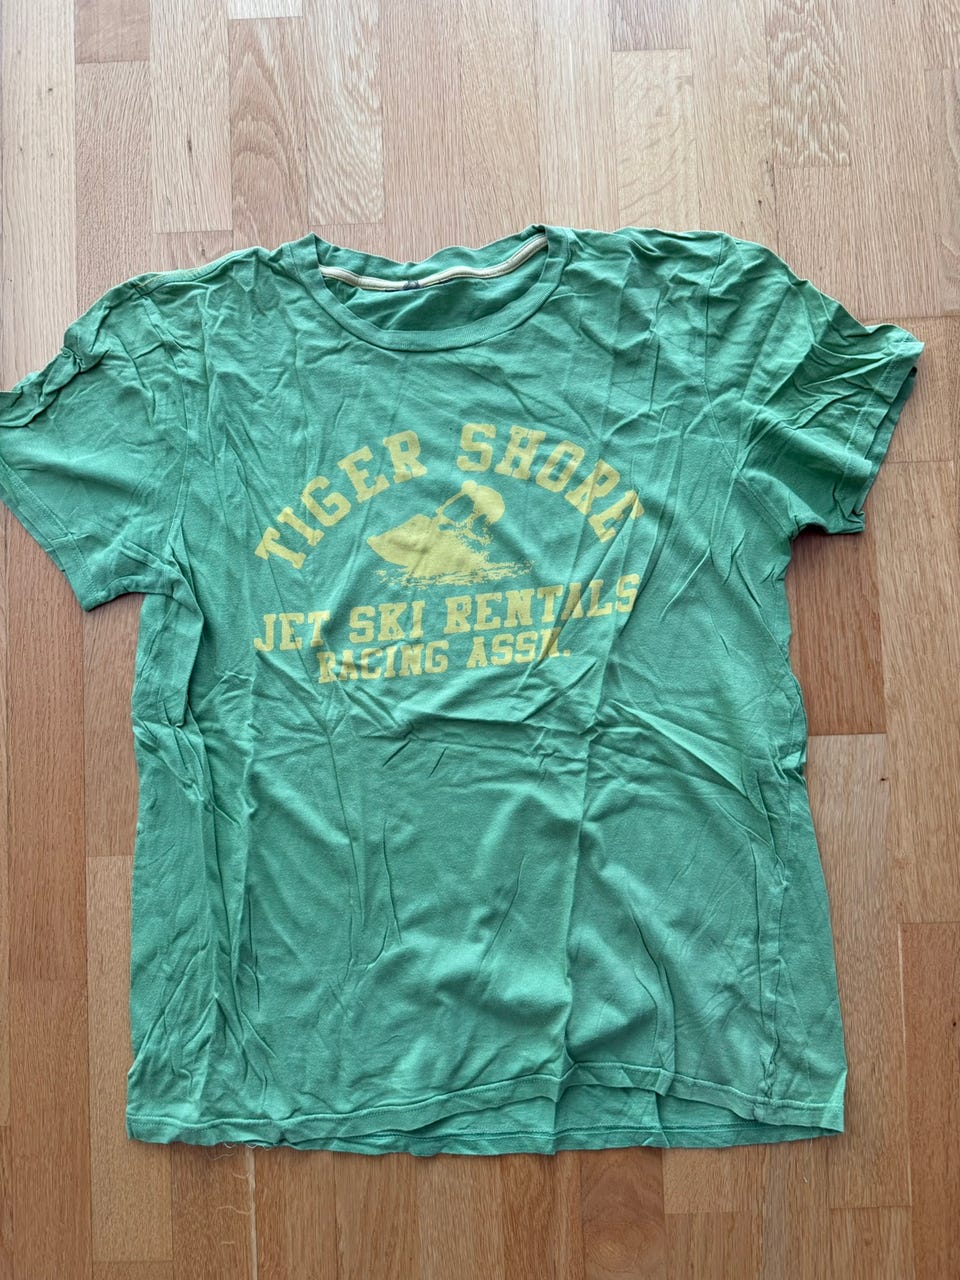 TIGER SHORE
JET SKI RENTALS
RACING ASSN.